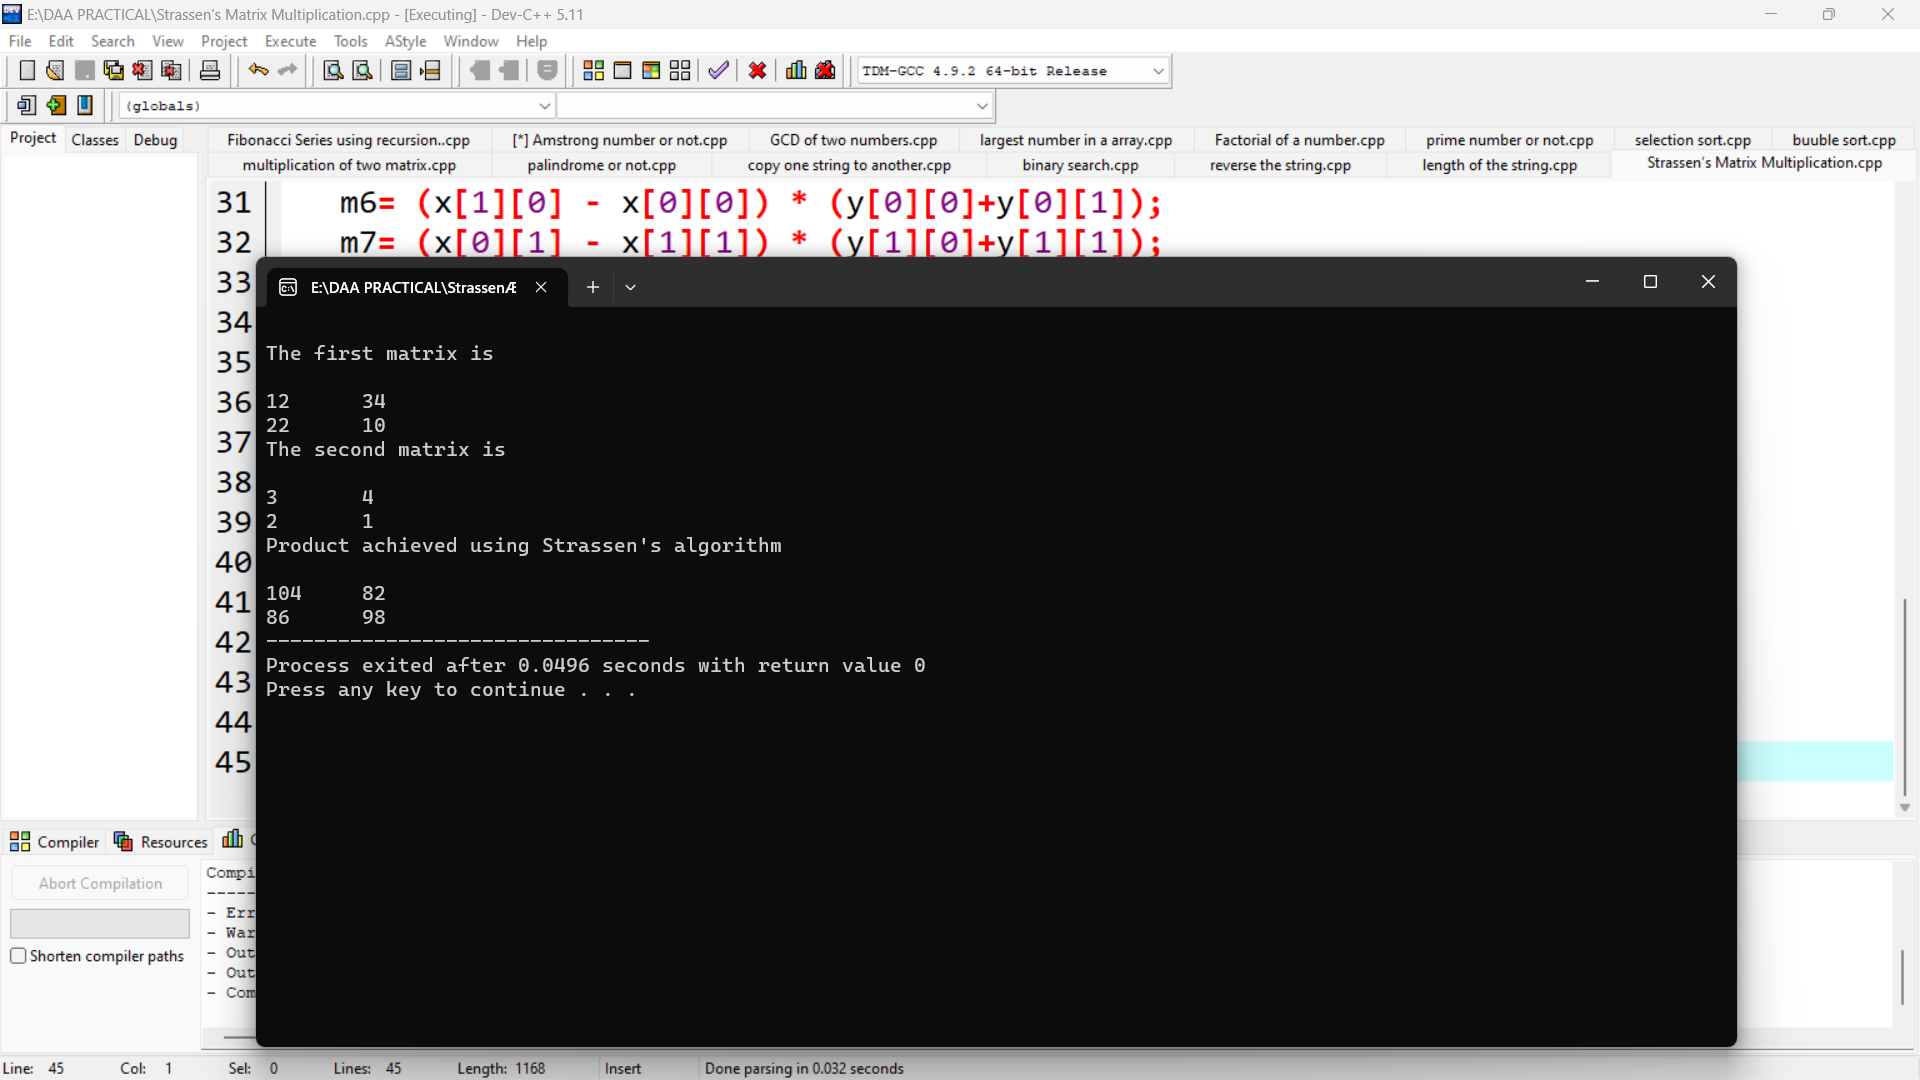 E:\DAA PRACTICAL\Strassen's Matrix Multiplication.cpp - [Executing] - Dev-C++ 5.11
File Edit Search View Project Execute Tools AStyle Window Help
TDM-GCC 4.9.2 64-bit Release
(globals)
Project Classes Debug
Fibonacci Series using recursion..cpp [*] Amstrong number or not.cpp GCD of two numbers.cpp largest number in a array.cpp Factorial of a number.cpp prime number or not.cpp selection sort.cpp buuble sort.cpp
multiplication of two matrix.cpp palindrome or not.cpp copy one string to another.cpp binary search.cpp reverse the string.cpp length of the string.cpp Strassen's Matrix Multiplication.cpp
31 m6= (x[1][0] - x[0][0]) * (y[0][0]+y[0][1]);
32 m7= (x[0][1] - x[1][1]) * (y[1][0]+y[1][1]);
33
34
35
36
37
38
39
40
41
42
43
44
45
E:\DAA PRACTICAL\StrassenÆ
The first matrix is
12 34
22 10
The second matrix is
3 4
2 1
Product achieved using Strassen's algorithm
104 82
86 98
--------------------------------
Process exited after 0.0496 seconds with return value 0
Press any key to continue . . .
Compiler Resources
Abort Compilation
Shorten compiler paths
Compi
- Err
- War
- Out
- Out
- Com
Line: 45 Col: 1 Sel: 0 Lines: 45 Length: 1168 Insert Done parsing in 0.032 seconds